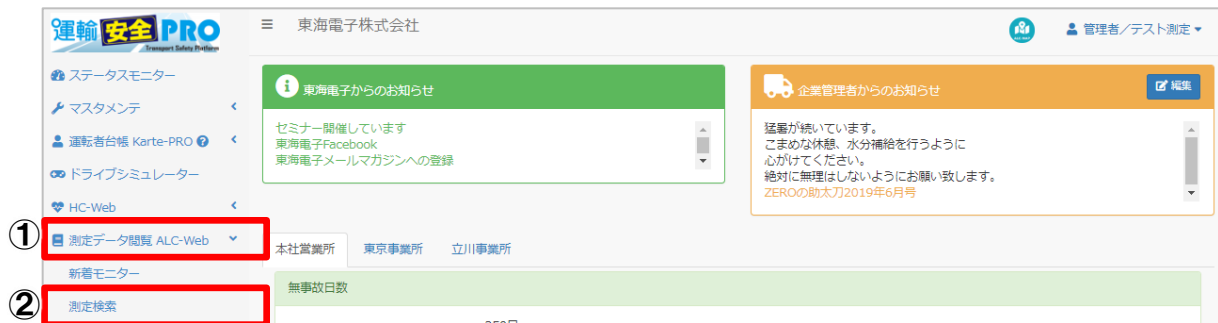 運輸安全PRO
Transport Safety Platform
≡ 東海電子株式会社
管理者/テスト測定
ステータスモニター
マスタメンテ
運転者台帳 Karte-PRO
ドライブシミュレーター
HC-Web
① 測定データ閲覧 ALC-Web
新着モニター
② 測定検索
東海電子からのお知らせ
セミナー開催しています
東海電子Facebook
東海電子メールマガジンへの登録
企業管理者からのお知らせ
編集
猛暑が続いています。
こまめな休憩、水分補給を行うように
心がけてください。
絶対に無理はしないようにお願い致します。
ZEROの助太刀2019年6月号
本社営業所 東京事業所 立川事業所
無事故日数